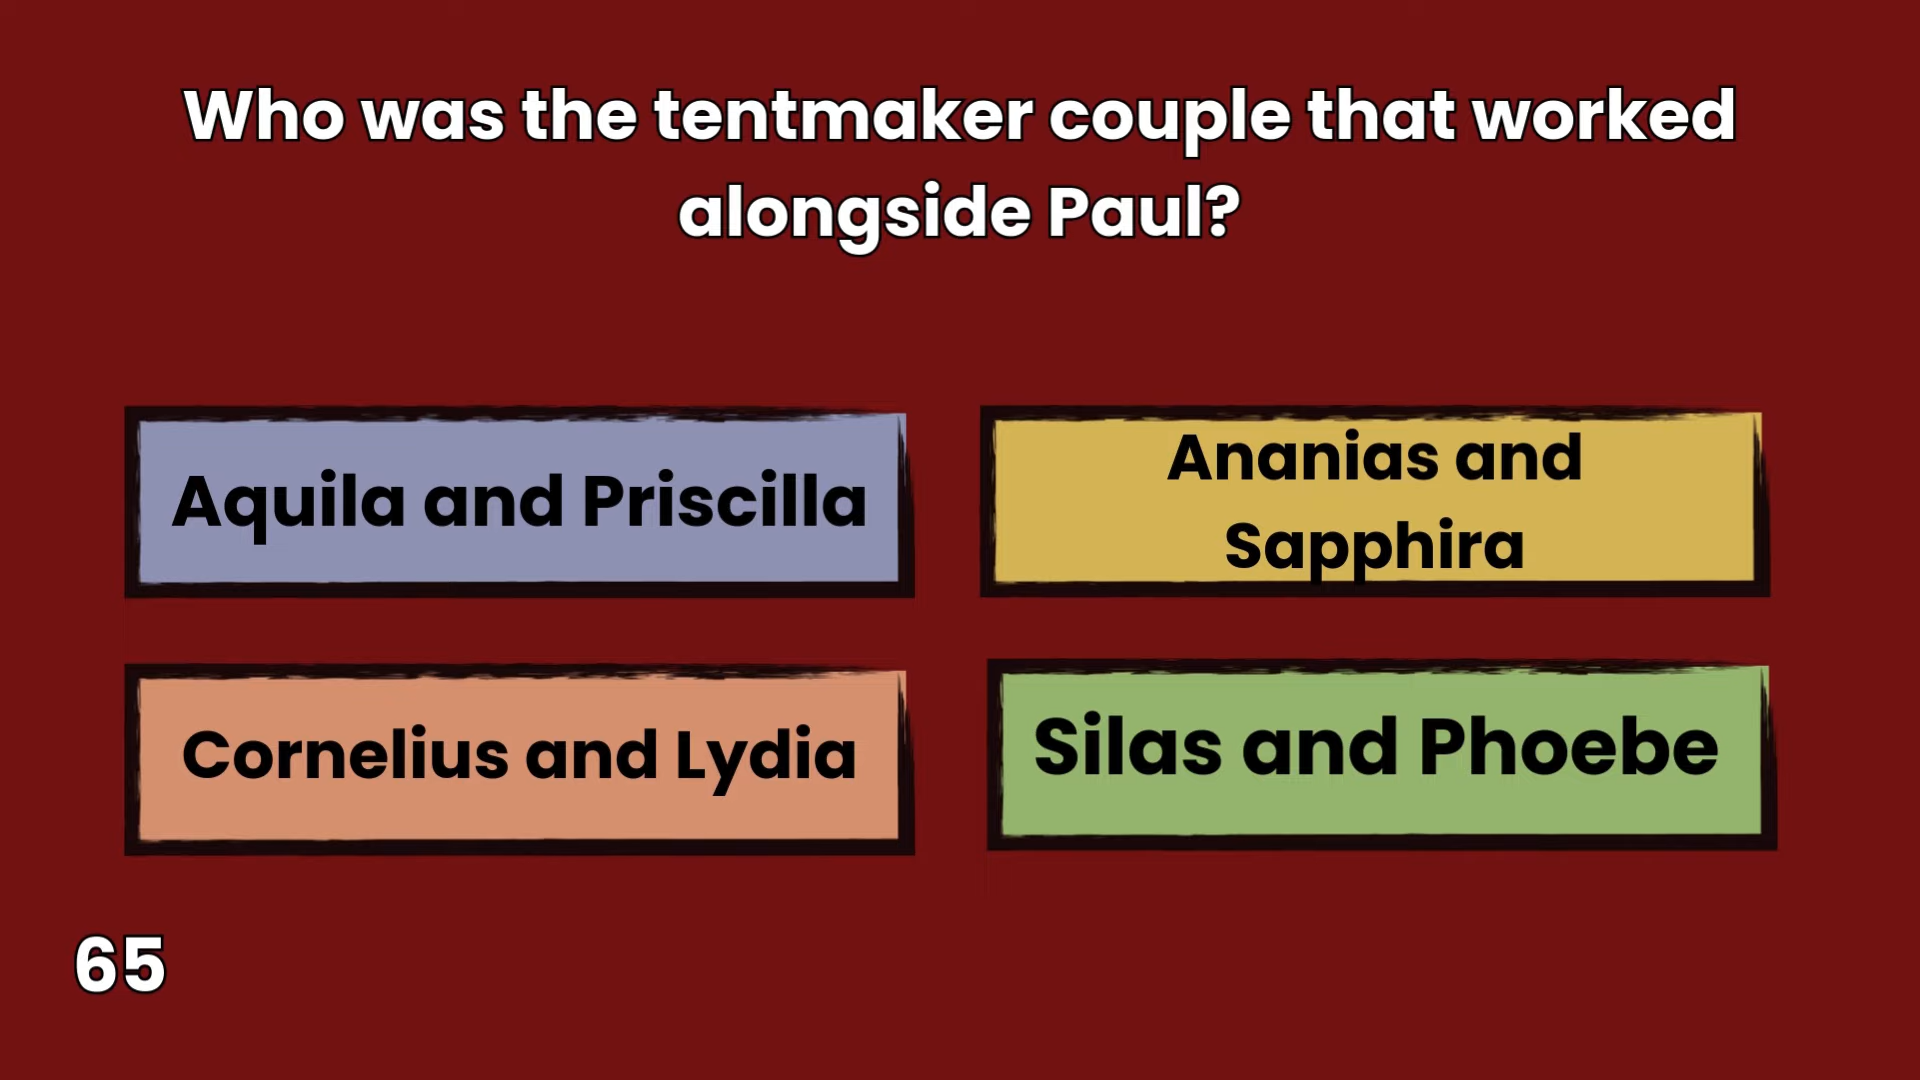 Who was the tentmaker couple that worked
alongside Paul?
Aquila and Priscilla
Ananias and
Sapphira
Cornelius and Lydia
Silas and Phoebe
65